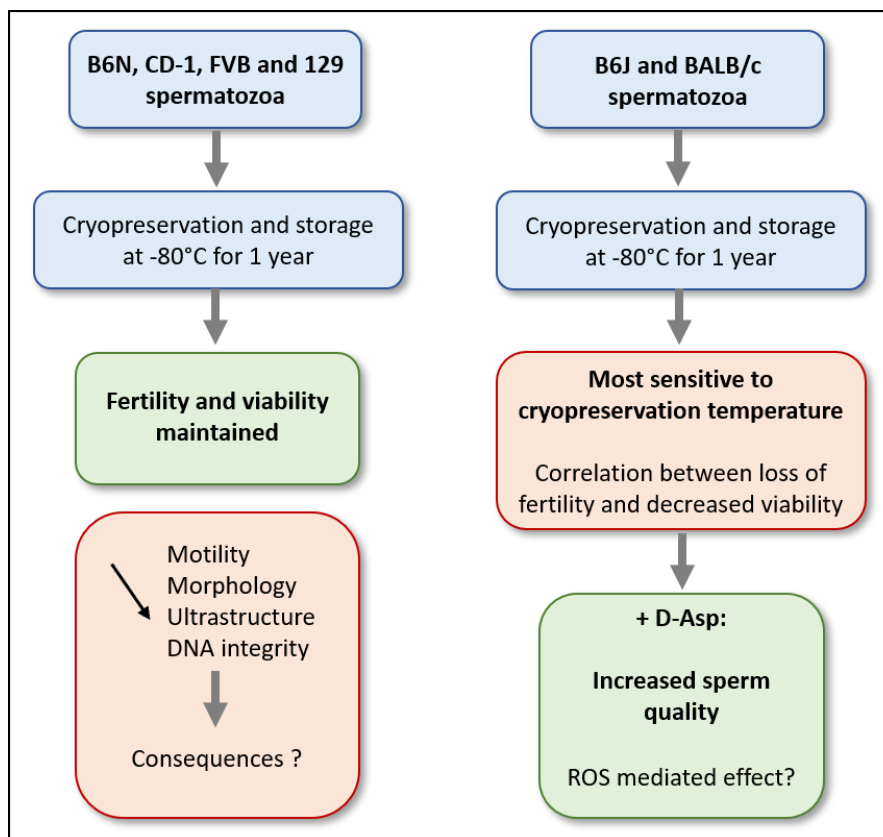 B6N, CD-1, FVB and 129
spermatozoa
Cryopreservation and storage
at -80°C for 1 year
Fertility and viability
maintained
Motility
Morphology
Ultrastructure
DNA integrity
Consequences ?
B6J and BALB/c
spermatozoa
Cryopreservation and storage
at -80°C for 1 year
Most sensitive to
cryopreservation temperature
Correlation between loss of
fertility and decreased viability
+ D-Asp:
Increased sperm
quality
ROS mediated effect?